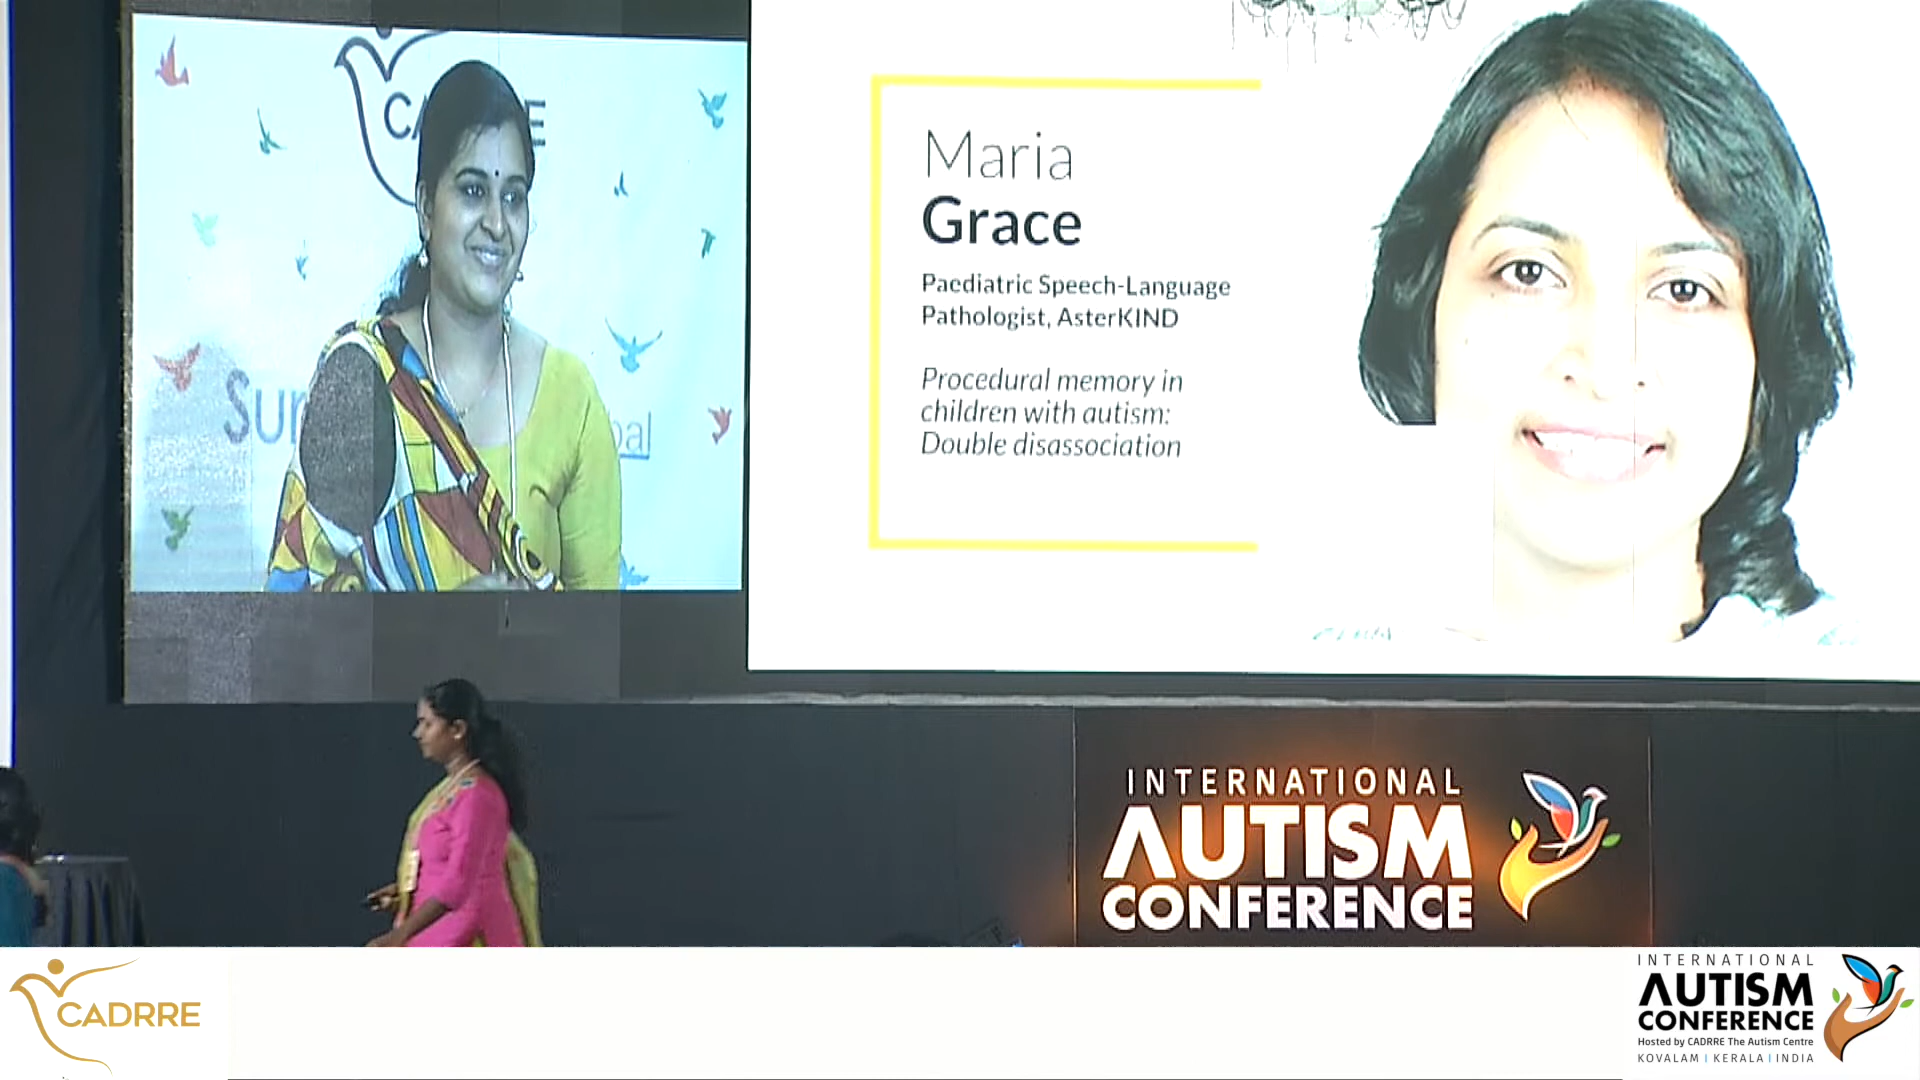 Maria
Grace
Paediatric Speech-Language
Pathologist, AsterKIND
Procedural memory in
children with autism:
Double disassociation
INTERNATIONAL
AUTISM
CONFERENCE
CADRRE
INTERNATIONAL
AUTISM
CONFERENCE
Hosted by CADRRE The Autism Centre
KOVALAM | KERALA | INDIA